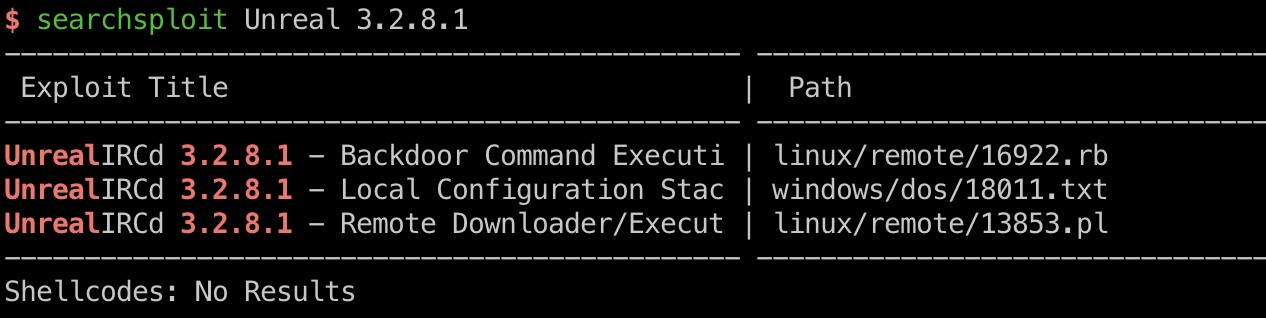 $ searchsploit Unreal 3.2.8.1
---------------------------------------------- --------------------------------
 Exploit Title                                |  Path
---------------------------------------------- --------------------------------
UnrealIRCd 3.2.8.1 - Backdoor Command Executi | linux/remote/16922.rb
UnrealIRCd 3.2.8.1 - Local Configuration Stac | windows/dos/18011.txt
UnrealIRCd 3.2.8.1 - Remote Downloader/Execut | linux/remote/13853.pl
---------------------------------------------- --------------------------------
Shellcodes: No Results